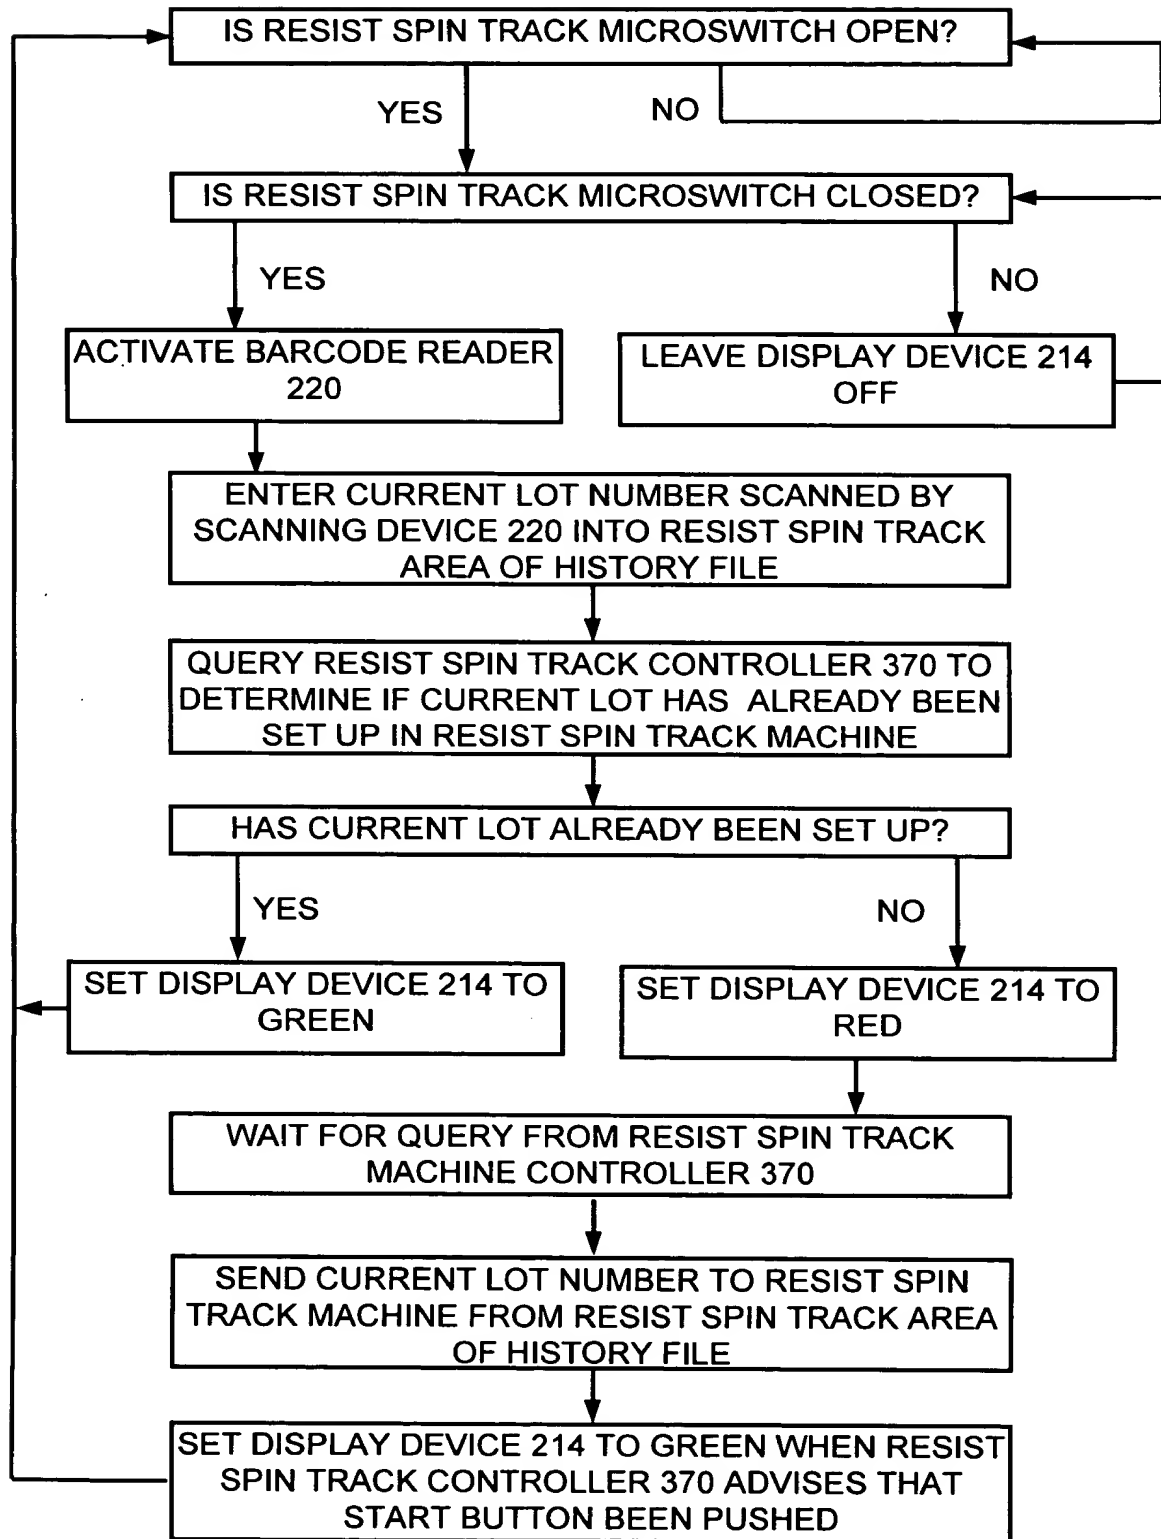 IS RESIST SPIN TRACK MICROSWITCH OPEN?
YES
NO
IS RESIST SPIN TRACK MICROSWITCH CLOSED?
YES
NO
ACTIVATE BARCODE READER
220
LEAVE DISPLAY DEVICE 214
OFF
ENTER CURRENT LOT NUMBER SCANNED BY
SCANNING DEVICE 220 INTO RESIST SPIN TRACK
AREA OF HISTORY FILE
QUERY RESIST SPIN TRACK CONTROLLER 370 TO
DETERMINE IF CURRENT LOT HAS ALREADY BEEN
SET UP IN RESIST SPIN TRACK MACHINE
HAS CURRENT LOT ALREADY BEEN SET UP?
YES
NO
SET DISPLAY DEVICE 214 TO
GREEN
SET DISPLAY DEVICE 214 TO
RED
WAIT FOR QUERY FROM RESIST SPIN TRACK
MACHINE CONTROLLER 370
SEND CURRENT LOT NUMBER TO RESIST SPIN
TRACK MACHINE FROM RESIST SPIN TRACK AREA
OF HISTORY FILE
SET DISPLAY DEVICE 214 TO GREEN WHEN RESIST
SPIN TRACK CONTROLLER 370 ADVISES THAT
START BUTTON BEEN PUSHED